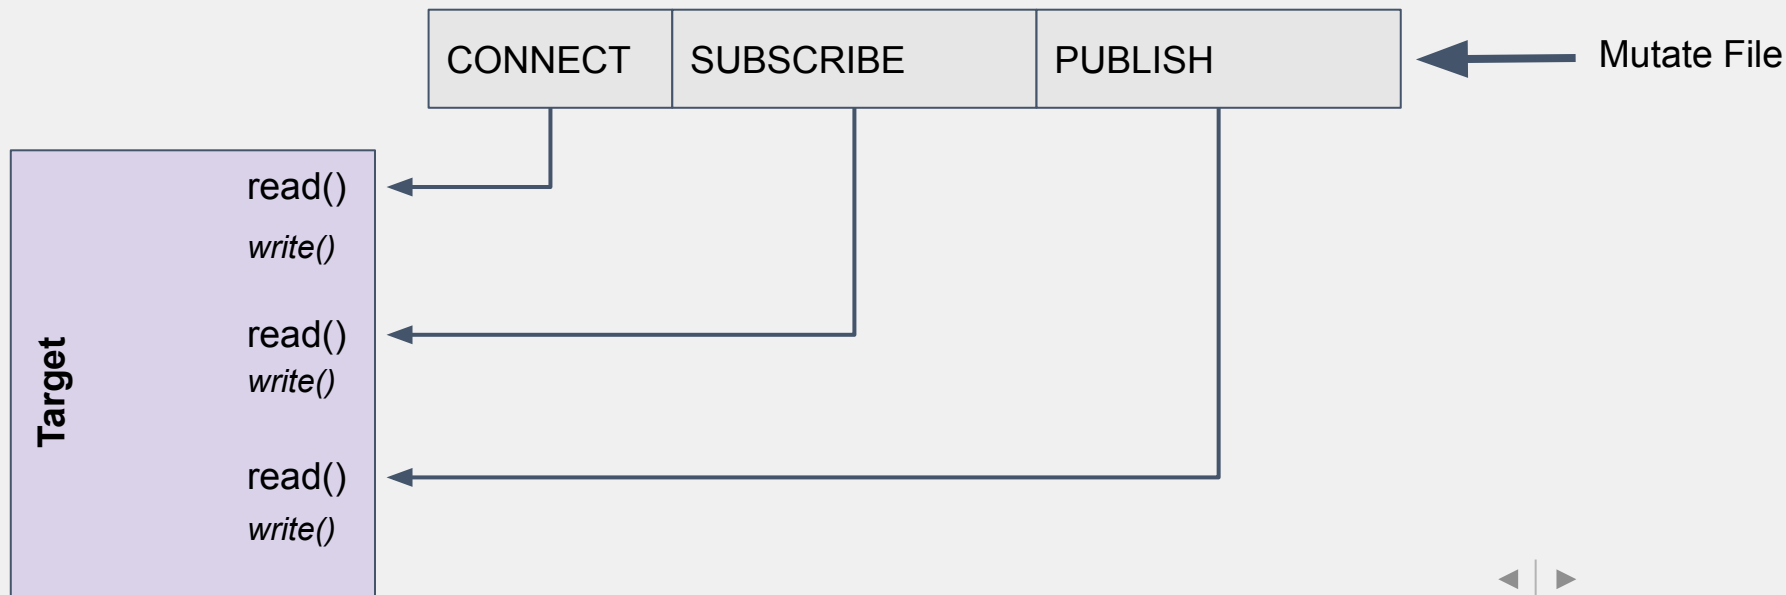 CONNECT SUBSCRIBE PUBLISH Mutate File
read()
write()
read()
write()
Target
read()
write()